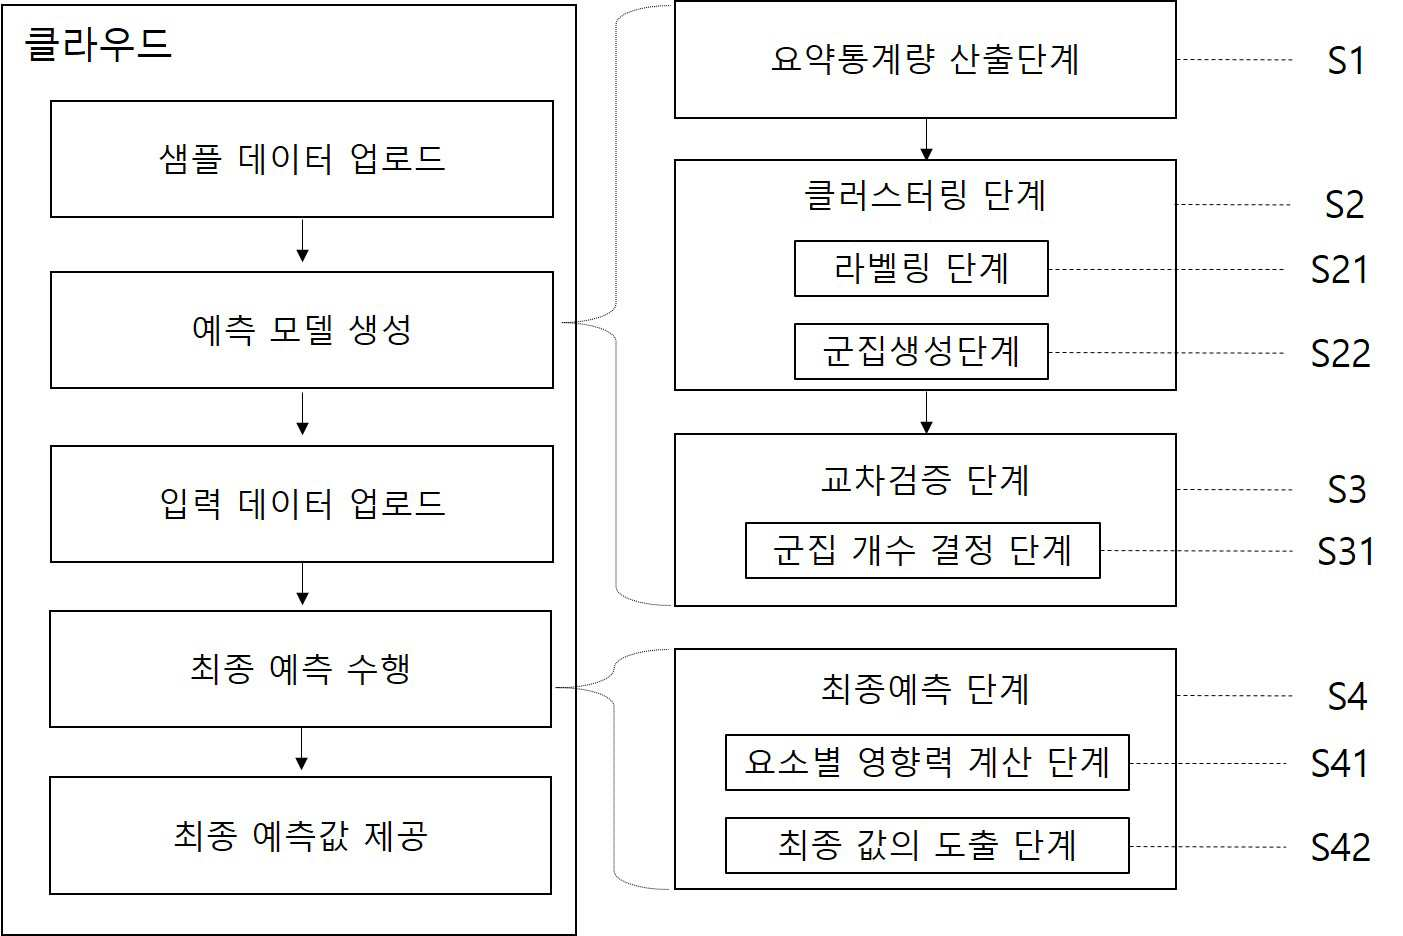 클라우드
샘플 데이터 업로드
예측 모델 생성
입력 데이터 업로드
최종 예측 수행
최종 예측값 제공
요약통계량 산출단계
S1
클러스터링 단계
S2
라벨링 단계
S21
군집생성단계
S22
교차검증 단계
S3
군집 개수 결정 단계
S31
최종예측 단계
S4
요소별 영향력 계산 단계
S41
최종 값의 도출 단계
S42